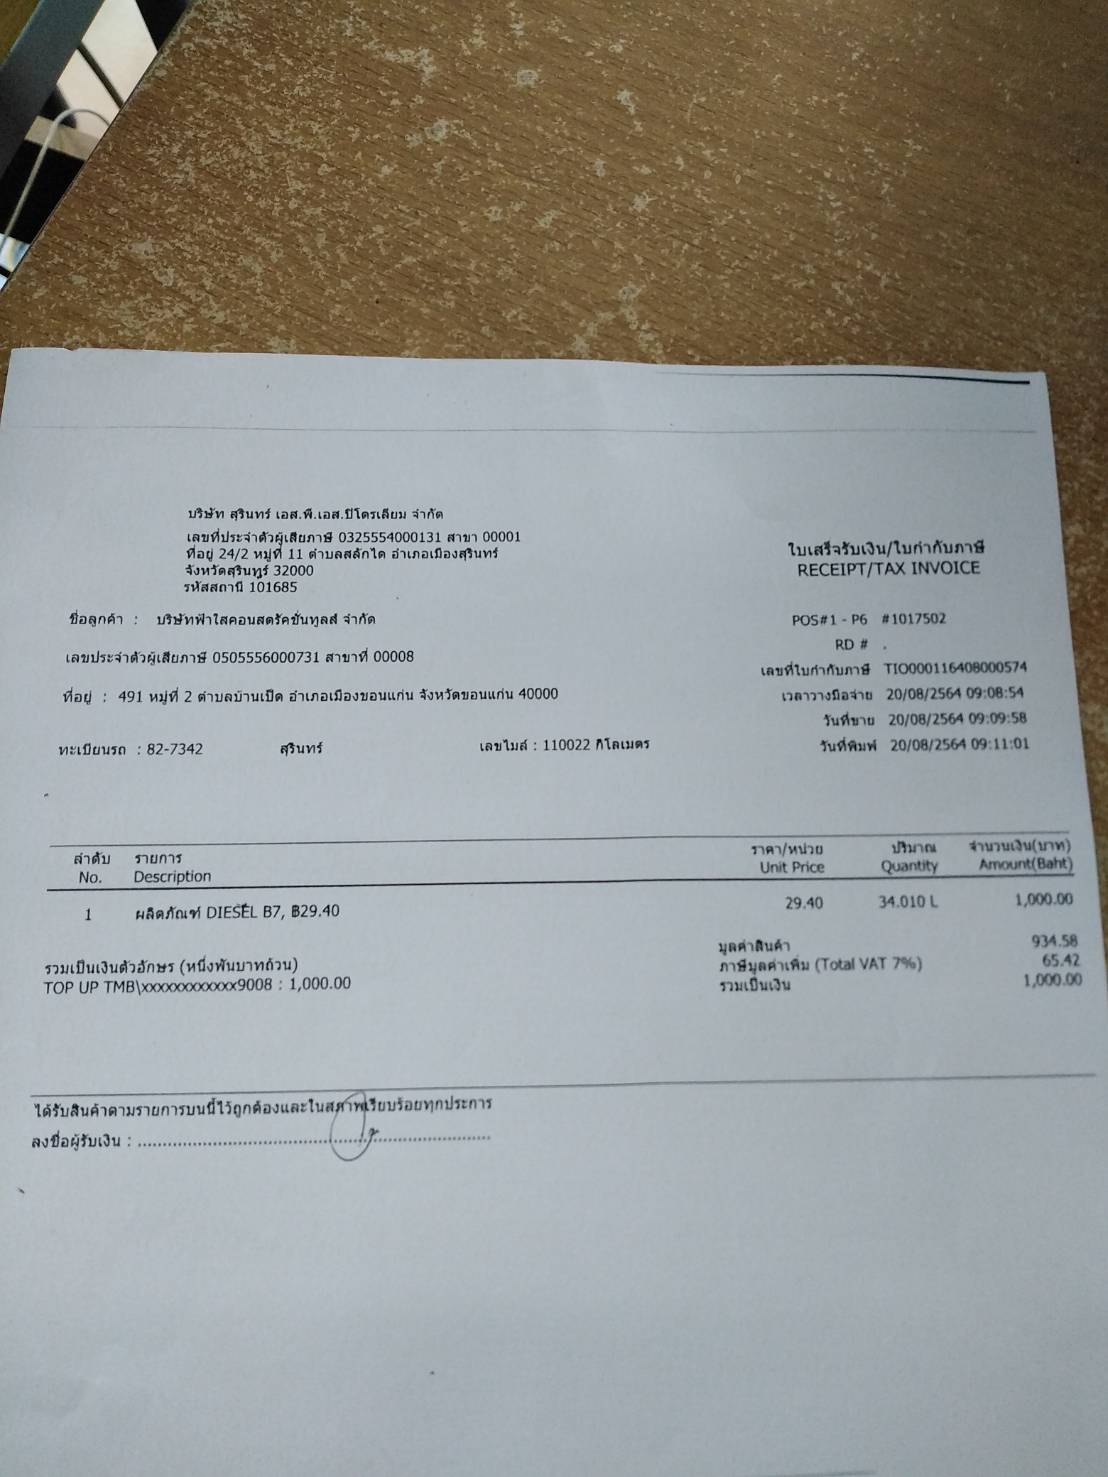 บริษัท สุรินทร์ เอส.พี.เอส.ปิโตรเลียม จำกัด
เลขที่ประจำตัวผู้เสียภาษี 0325554000131 สาขา 00001
ที่อยู่ 24/2 หมู่ที่ 11 ตำบลสลักได อำเภอเมืองสุรินทร์
จังหวัดสุรินทร์ 32000
รหัสสถานี 101685
ใบเสร็จรับเงิน/ใบกำกับภาษี
RECEIPT/TAX INVOICE
ชื่อลูกค้า : บริษัทฟ้าใสคอนสตรัคชั่นทูลส์ จำกัด
เลขประจำตัวผู้เสียภาษี 0505556000731 สาขาที่ 00008
ที่อยู่ : 491 หมู่ที่ 2 ตำบลบ้านเป็ด อำเภอเมืองขอนแก่น จังหวัดขอนแก่น 40000
ทะเบียนรถ : 82-7342 สุรินทร์ เลขไมล์ : 110022 กิโลเมตร
POS#1 - P6 #1017502
RD # .
เลขที่ใบกำกับภาษี TIO000116408000574
เวลาวางมือจ่าย 20/08/2564 09:08:54
วันที่ขาย 20/08/2564 09:09:58
วันที่พิมพ์ 20/08/2564 09:11:01
ลำดับ รายการ ราคา/หน่วย ปริมาณ จำนวนเงิน(บาท)
No. Description Unit Price Quantity Amount(Baht)
1 ผลิตภัณฑ์ DIESEL B7, ฿29.40 29.40 34.010 L 1,000.00
มูลค่าสินค้า 934.58
รวมเป็นเงินตัวอักษร (หนึ่งพันบาทถ้วน) ภาษีมูลค่าเพิ่ม (Total VAT 7%) 65.42
TOP UP TMB\xxxxxxxxxxxx9008 : 1,000.00 รวมเป็นเงิน 1,000.00
ได้รับสินค้าตามรายการบนนี้ไว้ถูกต้องและในสภาพเรียบร้อยทุกประการ
ลงชื่อผู้รับเงิน : ............................................................